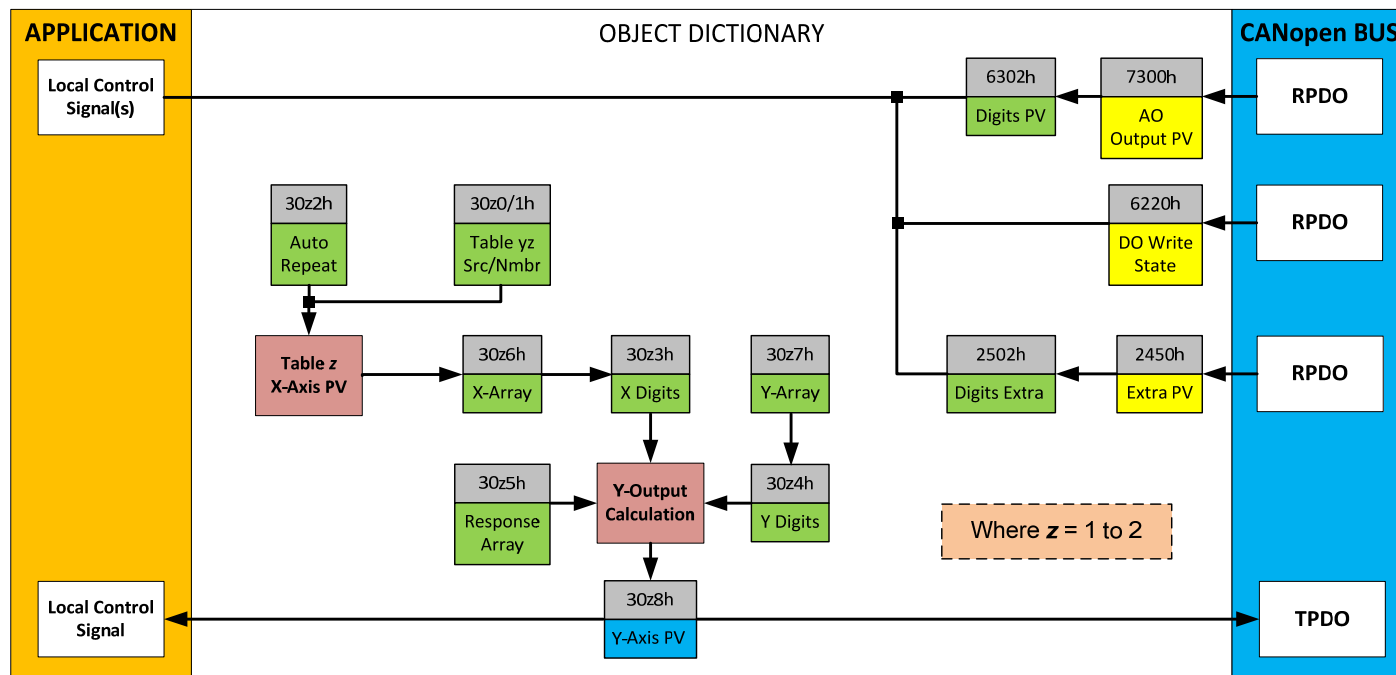 APPLICATION
OBJECT DICTIONARY
CANopen BUS
Local Control
Signal(s)
6302h
Digits PV
7300h
AO
Output PV
RPDO
30z2h
Auto
Repeat
30z0/1h
Table yz
Src/Nmbr
6220h
DO Write
State
RPDO
Table z
X-Axis PV
30z6h
X-Array
30z3h
X Digits
30z7h
Y-Array
2502h
Digits Extra
2450h
Extra PV
RPDO
30z5h
Response
Array
Y-Output
Calculation
30z4h
Y Digits
Where z = 1 to 2
Local Control
Signal
30z8h
Y-Axis PV
TPDO